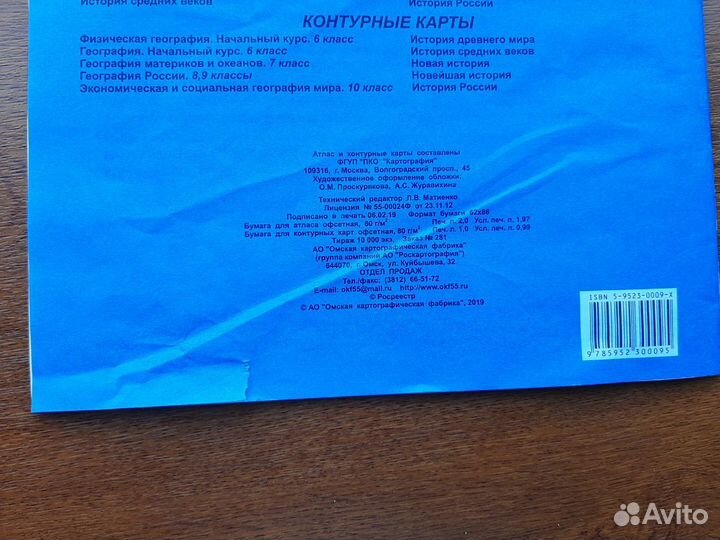 История средних веков
История России
КОНТУРНЫЕ КАРТЫ
Физическая география. Начальный курс. 6 класс
География. Начальный курс. 6 класс
География материков и океанов. 7 класс
География России. 8,9 классы
Экономическая и социальная география мира. 10 класс
История древнего мира
История средних веков
Новая история
Новейшая история
История России
Атлас и контурные карты составлены
ФГУП "ПКО "Картография"
109316, г. Москва, Волгоградский просп., 45
Художественное оформление обложки.
О.М. Проскурякова, А.С. Журавихина
Технический редактор Л.В. Матиенко
Лицензия № 55-00024Ф от 23.11.12
Подписано в печать 06.02.19 Формат бумаги 62х86
Бумага для атласа офсетная, 80 г/м² Печ. л. 2,0 Усл. печ. л. 1,97
Бумага для контурных карт офсетная, 80 г/м² Печ. л. 1,0 Усл. печ. л. 0,99
Тираж 10 000 экз. Заказ № 281
АО "Омская картографическая фабрика"
(группа компаний АО "Роскартография")
644070, г. Омск, ул. Куйбышева, 32.
ОТДЕЛ ПРОДАЖ
Тел./факс: (3812) 66-51-72
E-mail: okf55@mail.ru http://www.okf55.ru
© Росреестр
© АО "Омская картографическая фабрика", 2019
ISBN 5-9523-0009-X
9 785952 300095
Avito